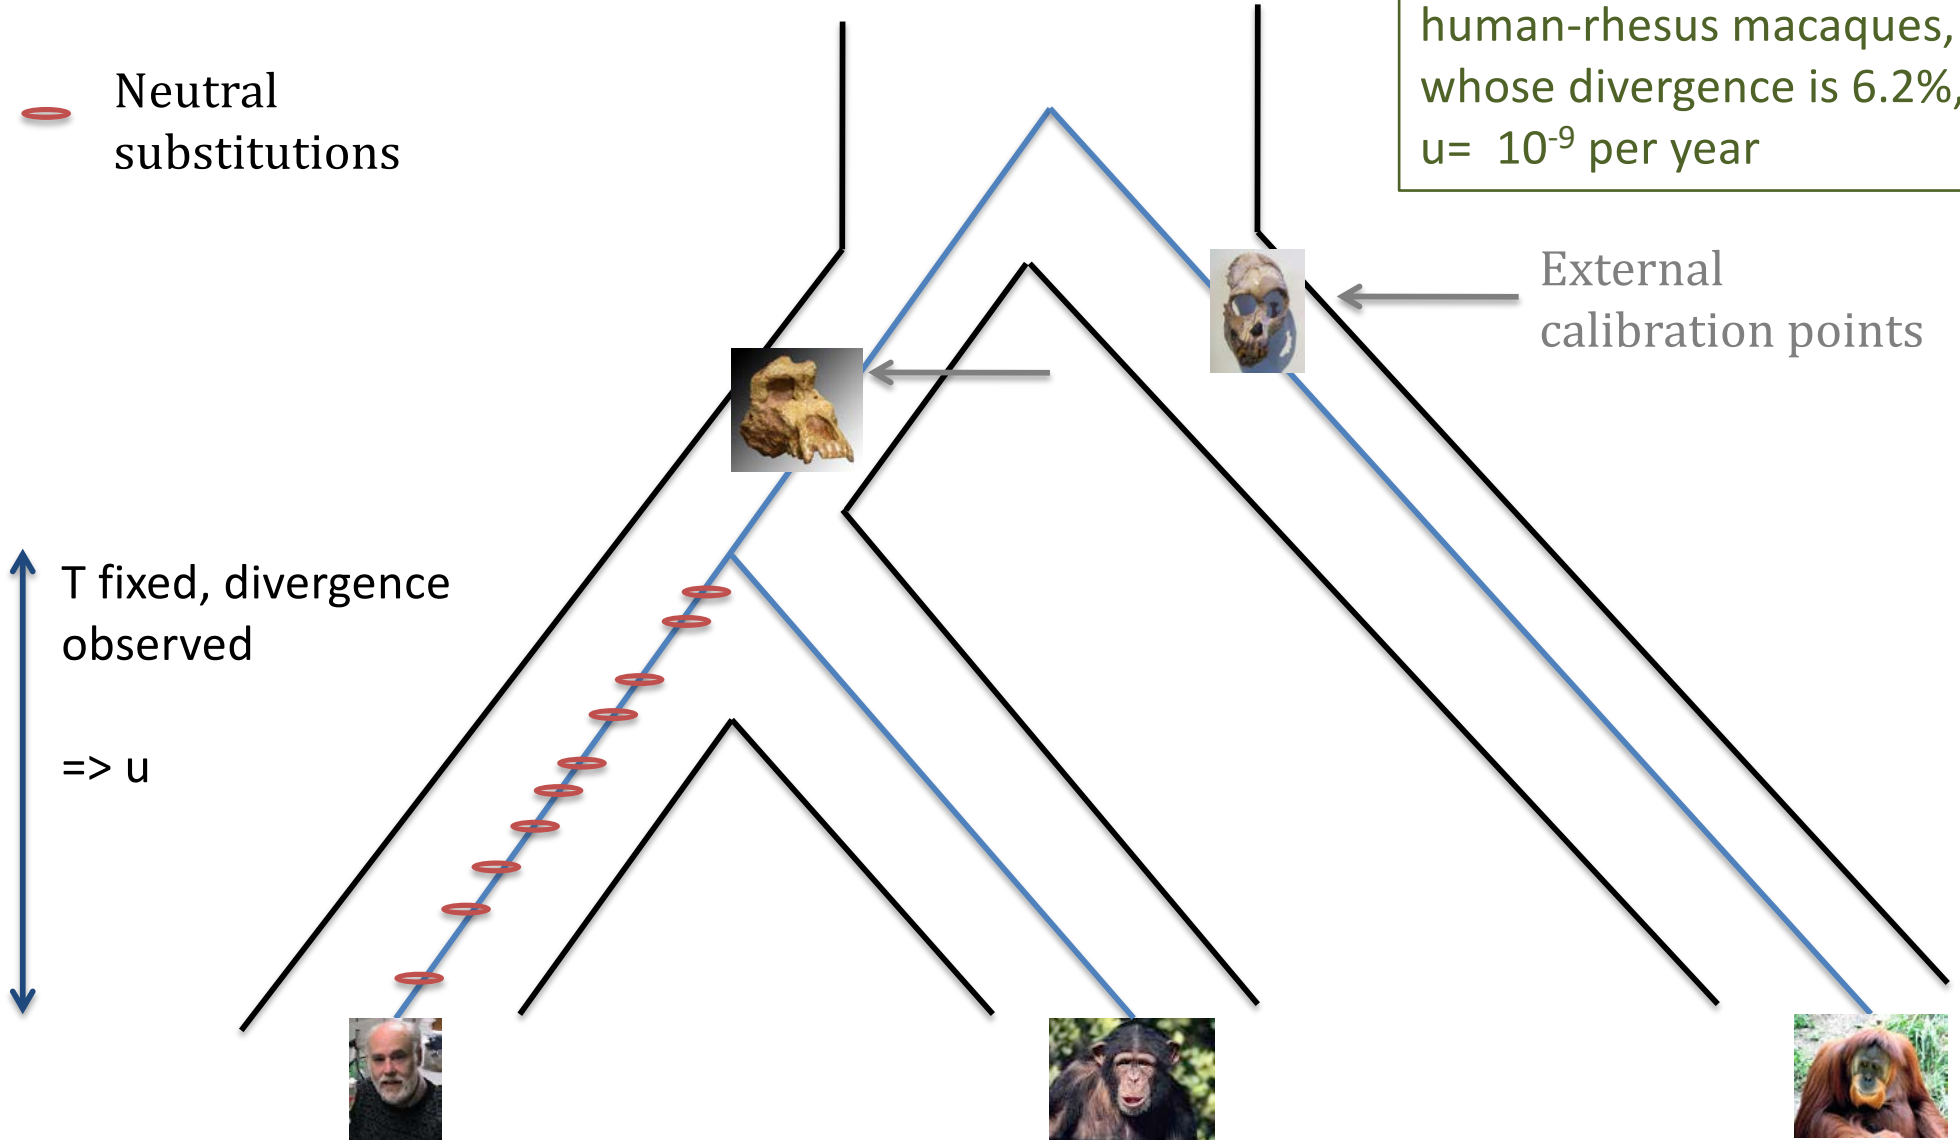 Neutral
substitutions
human-rhesus macaques,
whose divergence is 6.2%,
u= 10⁻⁹ per year
External
calibration points
T fixed, divergence
observed
=> u